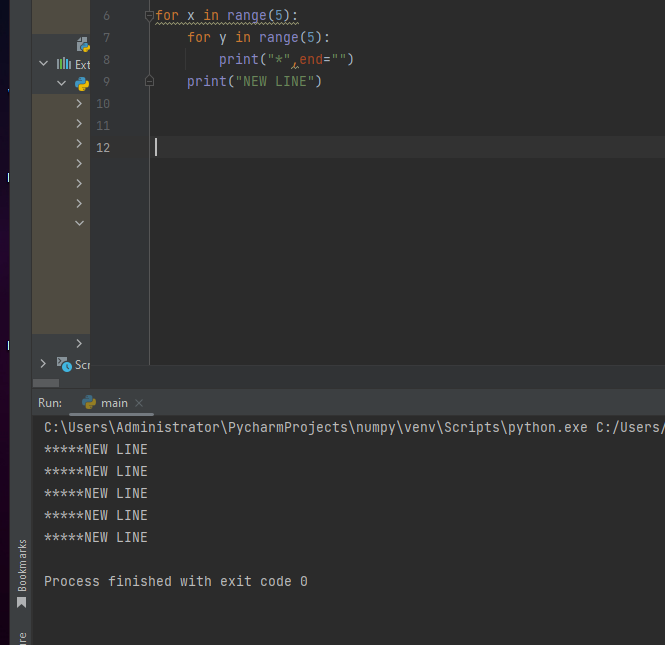 6 for x in range(5):
7     for y in range(5):
8         print("*",end="")
9     print("NEW LINE")
10
11
12
Ext
Scr
Run: main
C:\Users\Administrator\PycharmProjects\numpy\venv\Scripts\python.exe C:/Users/
*****NEW LINE
*****NEW LINE
*****NEW LINE
*****NEW LINE
*****NEW LINE
Process finished with exit code 0
Bookmarks